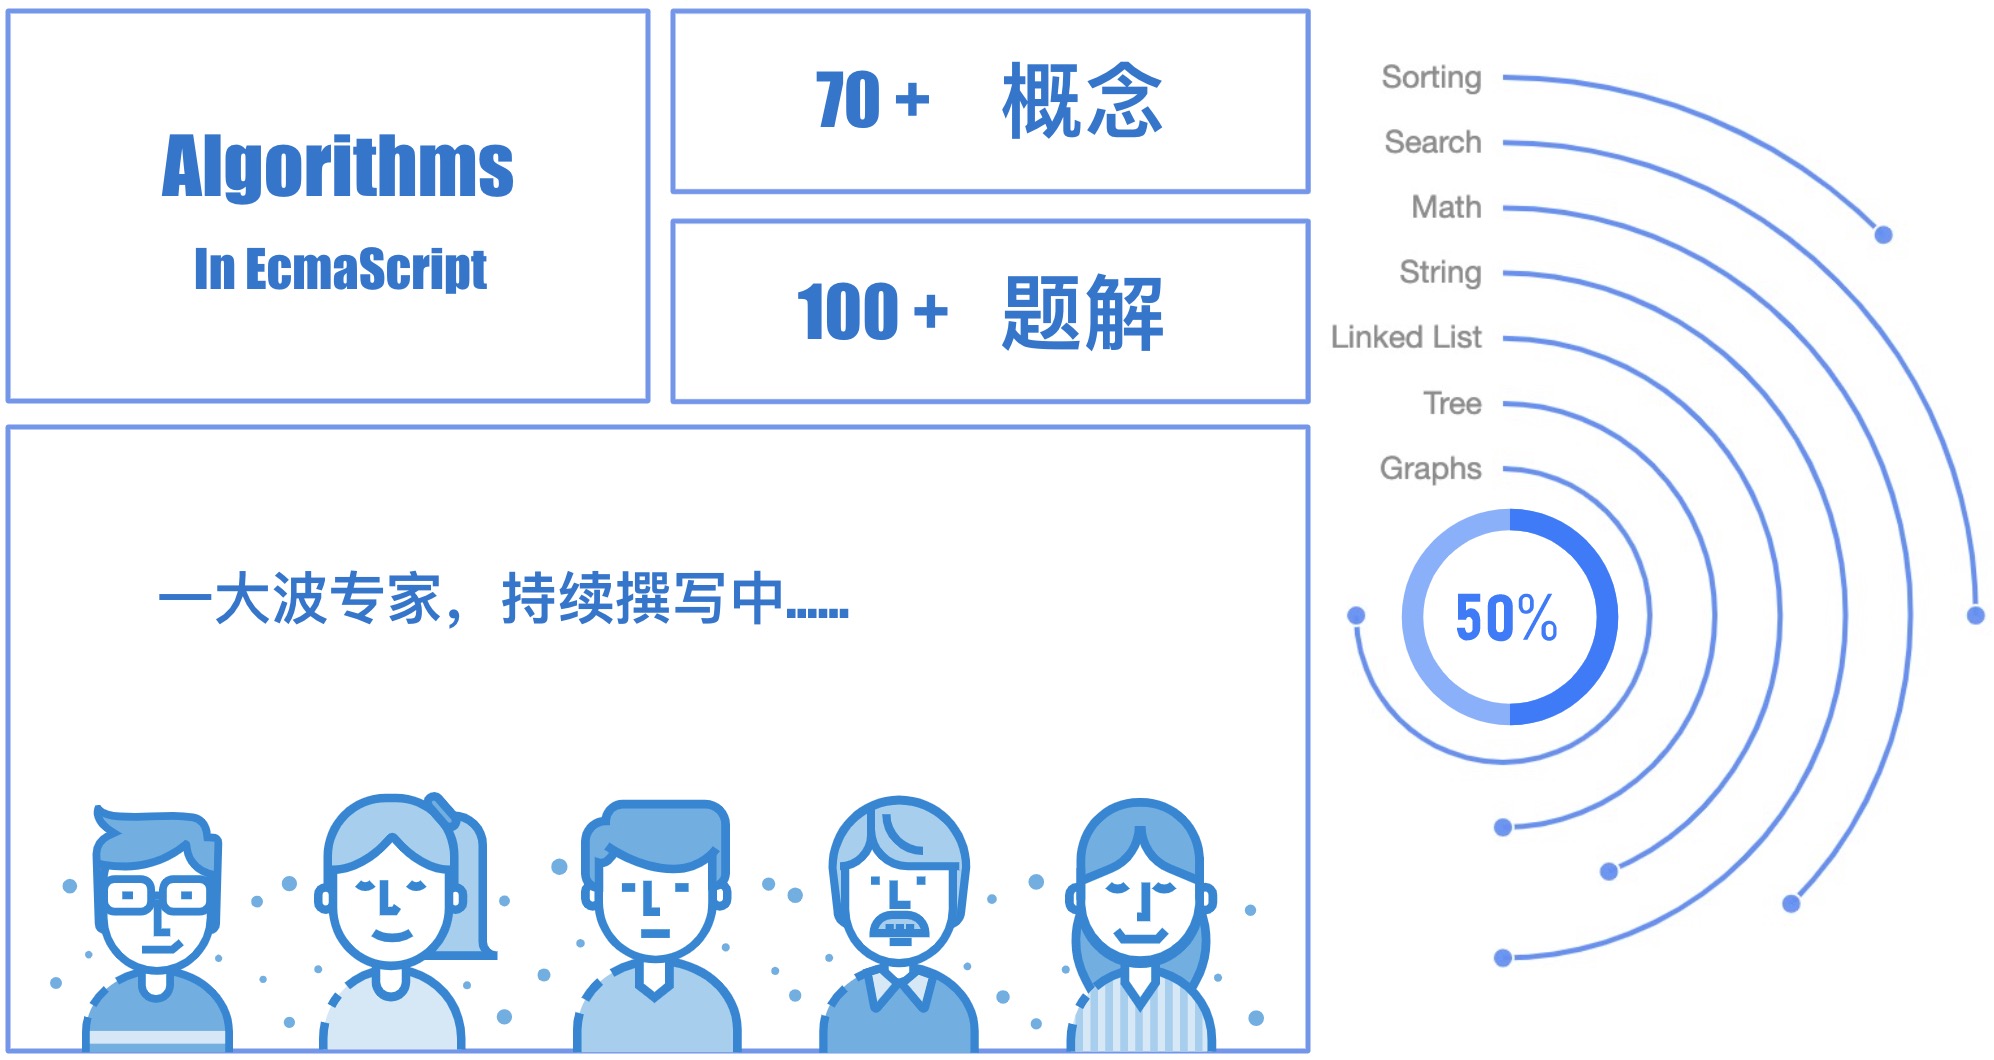 Algorithms
In EcmaScript
70 + 概念
100 + 题解
一大波专家，持续撰写中......
Sorting
Search
Math
String
Linked List
Tree
Graphs
50%